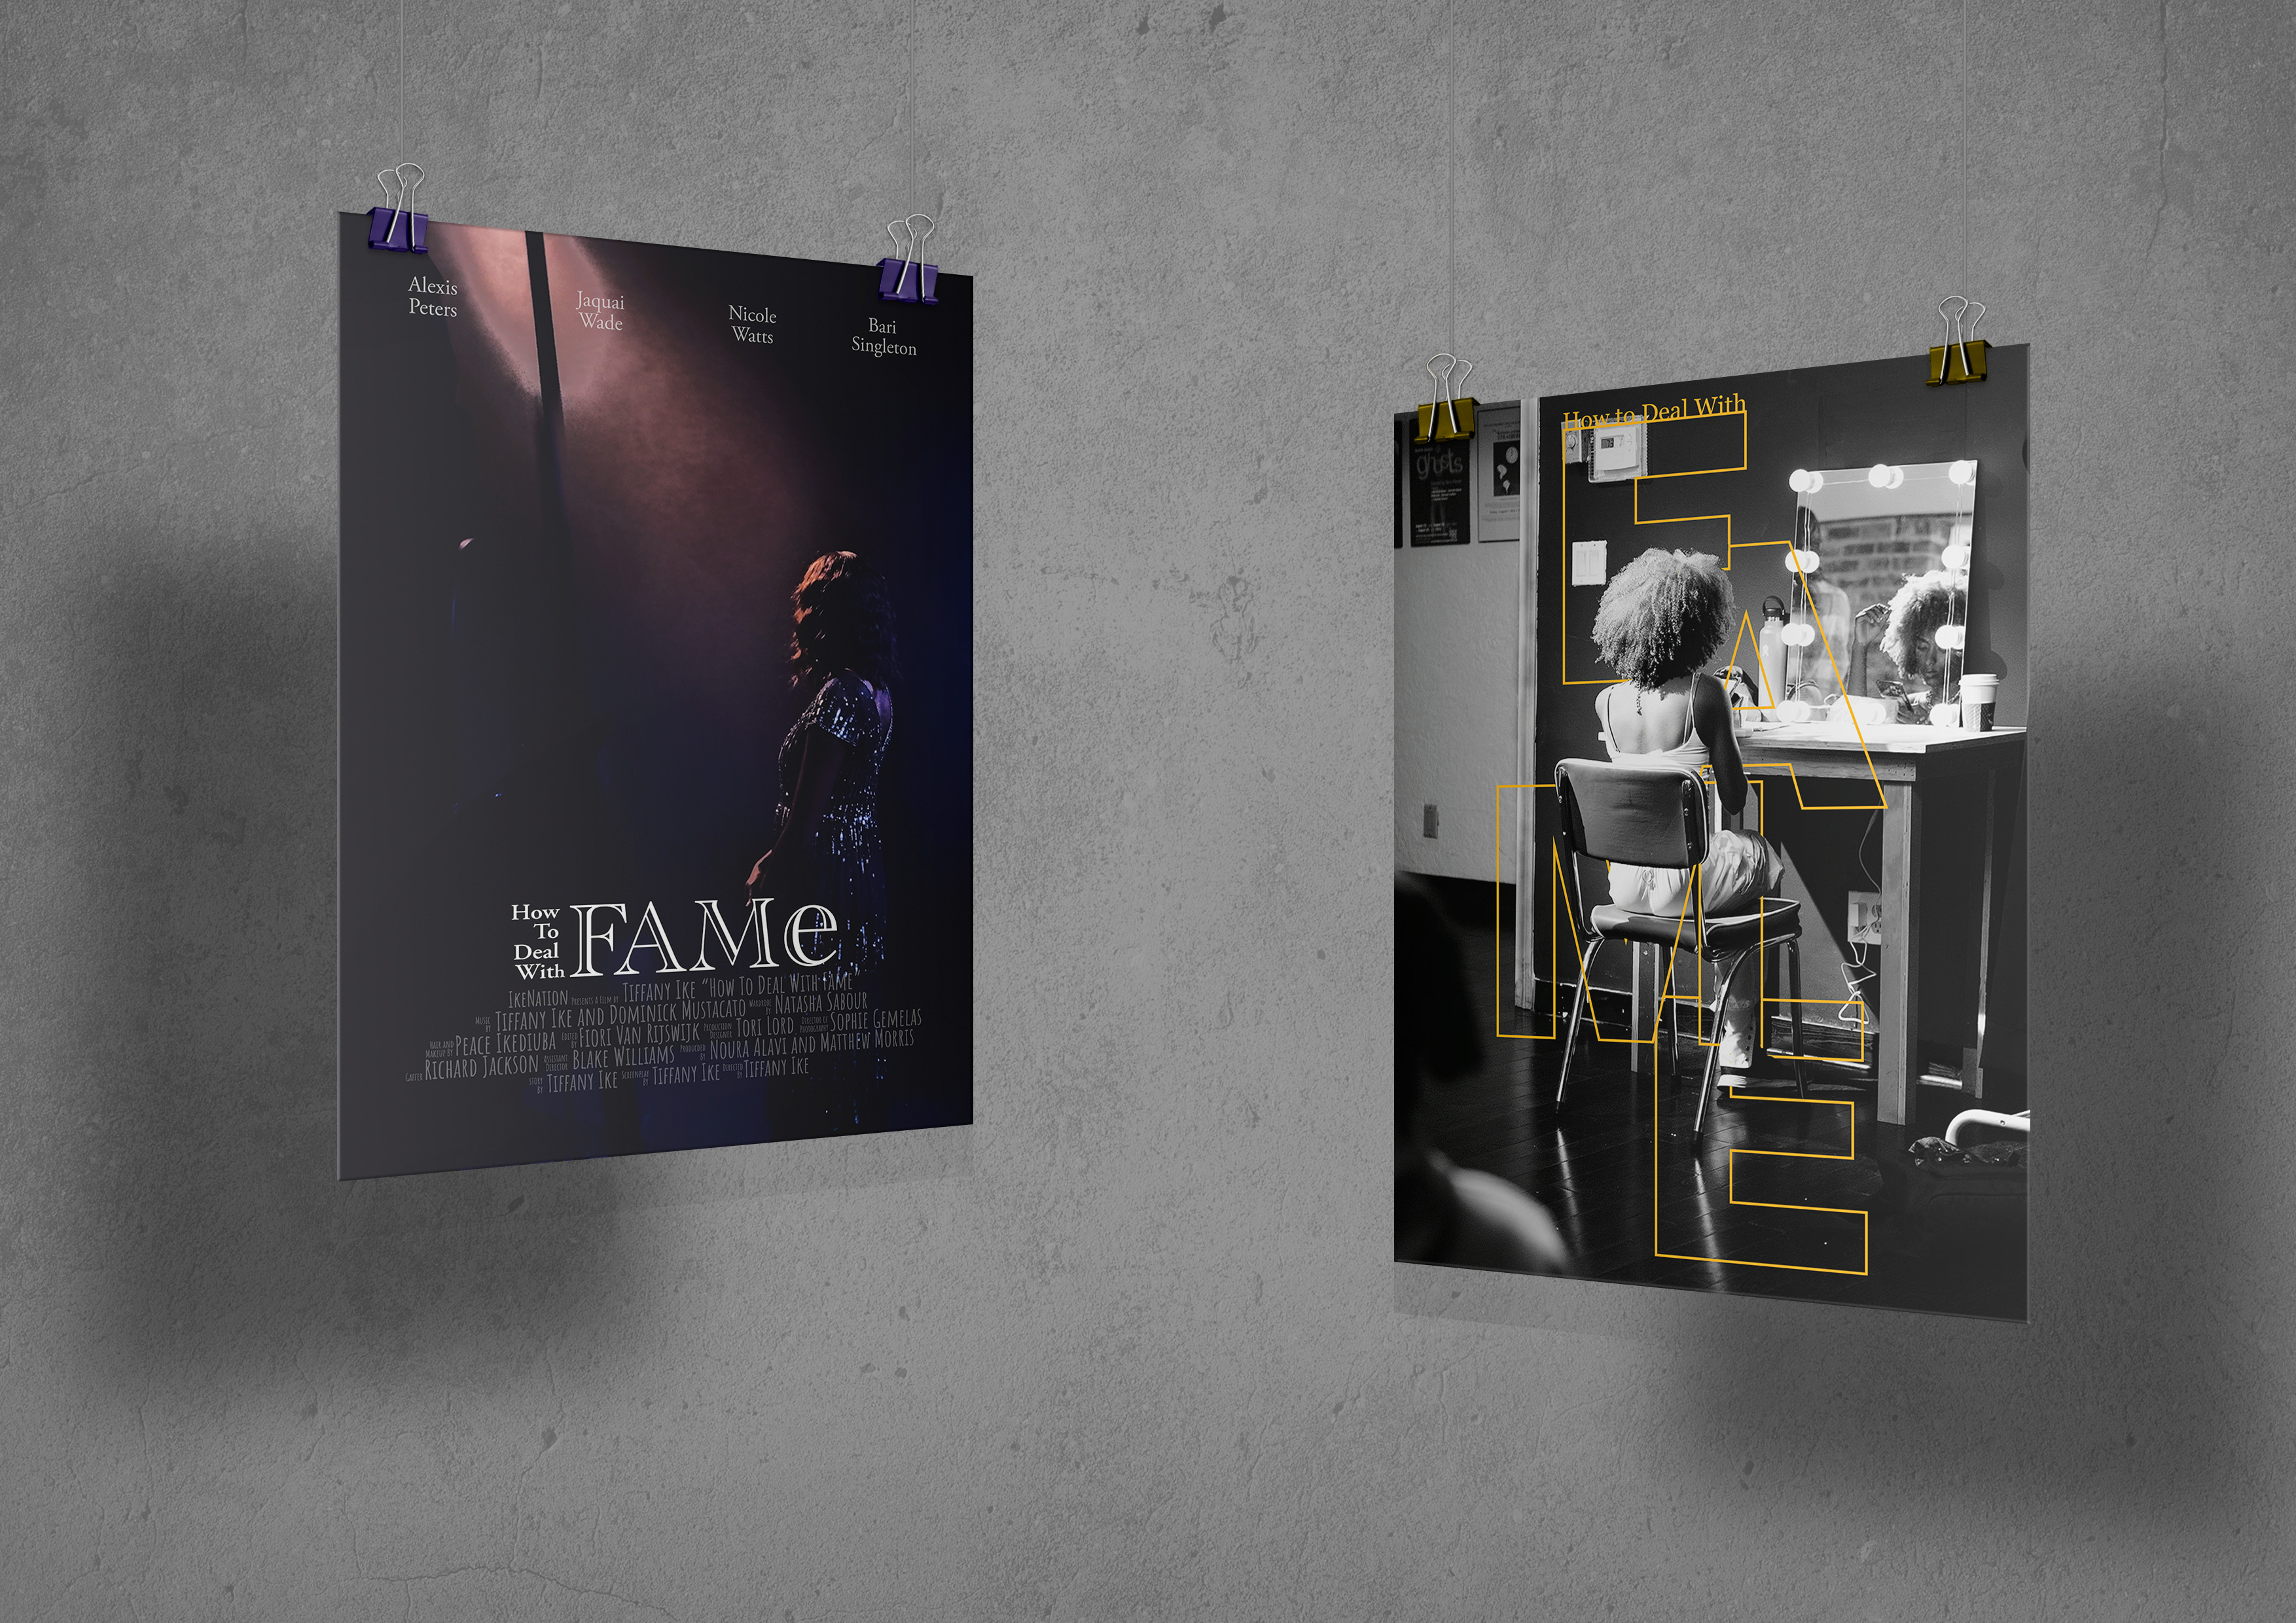 Alexis
Peters
Jaquai
Wade
Nicole
Watts
Bari
Singleton
How
To
Deal
With
FAMe
IkeNation Presents A Film By Tiffany Ike "How To Deal With FAME"
Music By Tiffany Ike and Dominick Mustacato Wardrobe By Natasha Sabour
Hair and Makeup by Peace Ikediuba Edited By Fiori Van Rijswijk Production Designer Tori Lord Director of Photography Sophie Gemelas
Gaffer Richard Jackson Assistant Director Blake Williams Produced By Noura Alavi and Matthew Morris
Story By Tiffany Ike Screenplay By Tiffany Ike Directed By Tiffany Ike
How to Deal With
F
A
M
E
ghosts